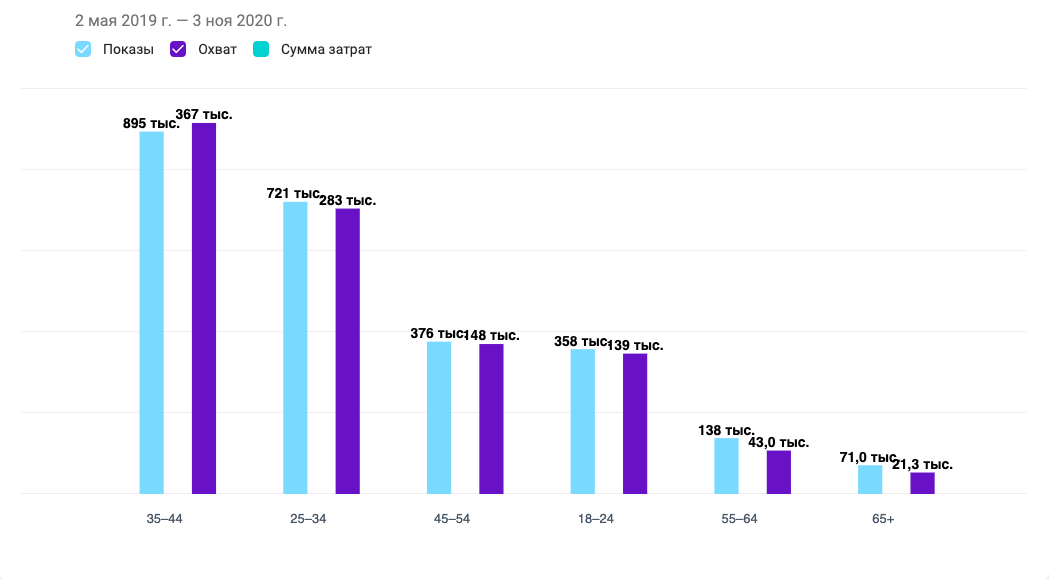 2 мая 2019 г. — 3 ноя 2020 г.
Показы Охват Сумма затрат
895 тыс. 367 тыс.
721 тыс. 283 тыс.
376 тыс. 148 тыс.
358 тыс. 139 тыс.
138 тыс. 43,0 тыс.
71,0 тыс. 21,3 тыс.
35–44 25–34 45–54 18–24 55–64 65+